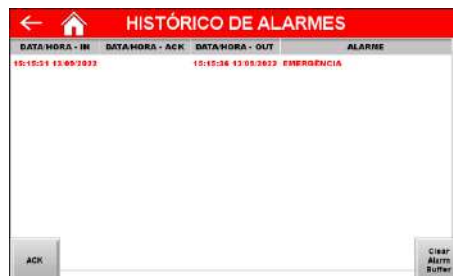 HISTÓRICO DE ALARMES
DATA/HORA - IN DATA/HORA - ACK DATA/HORA - OUT ALARME
15:15:31 13/05/2022 15:15:36 13/05/2022 EMERGÊNCIA
ACK
Clear
Alarm
Buffer